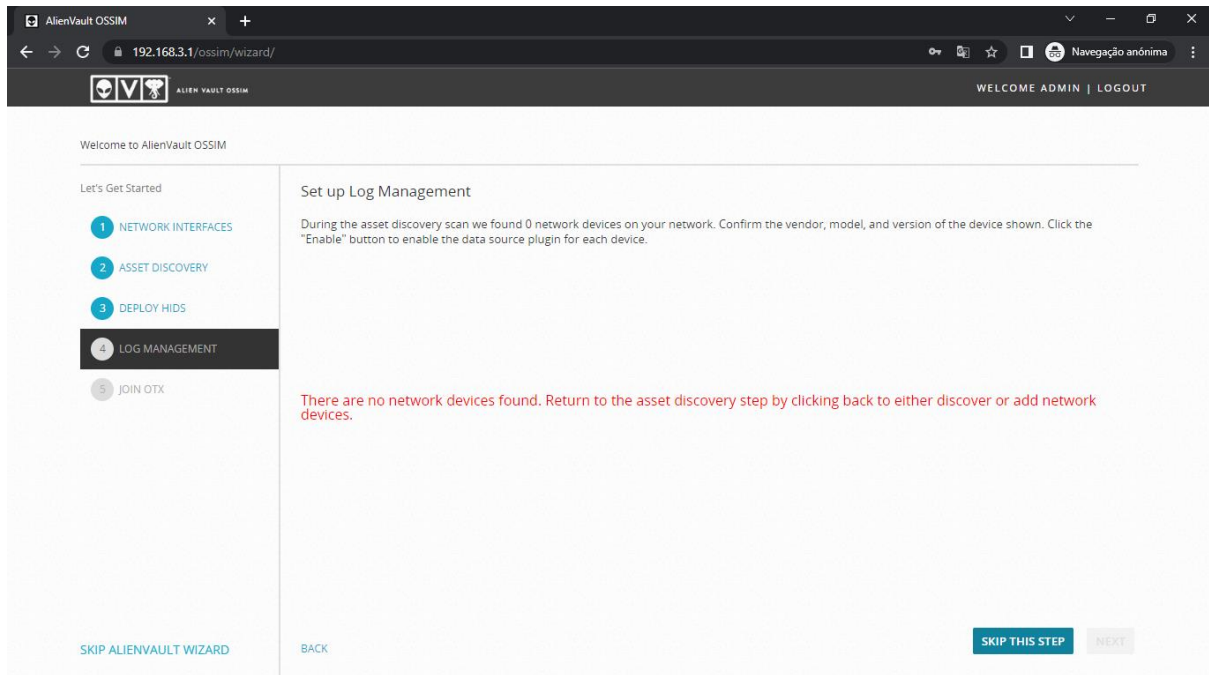 AlienVault OSSIM
192.168.3.1/ossim/wizard/
Navegação anónima
ALIEN VAULT OSSIM
WELCOME ADMIN | LOGOUT
Welcome to AlienVault OSSIM
Let's Get Started
1 NETWORK INTERFACES
2 ASSET DISCOVERY
3 DEPLOY HIDS
4 LOG MANAGEMENT
5 JOIN OTX
Set up Log Management
During the asset discovery scan we found 0 network devices on your network. Confirm the vendor, model, and version of the device shown. Click the
"Enable" button to enable the data source plugin for each device.
There are no network devices found. Return to the asset discovery step by clicking back to either discover or add network
devices.
SKIP ALIENVAULT WIZARD
BACK
SKIP THIS STEP
NEXT